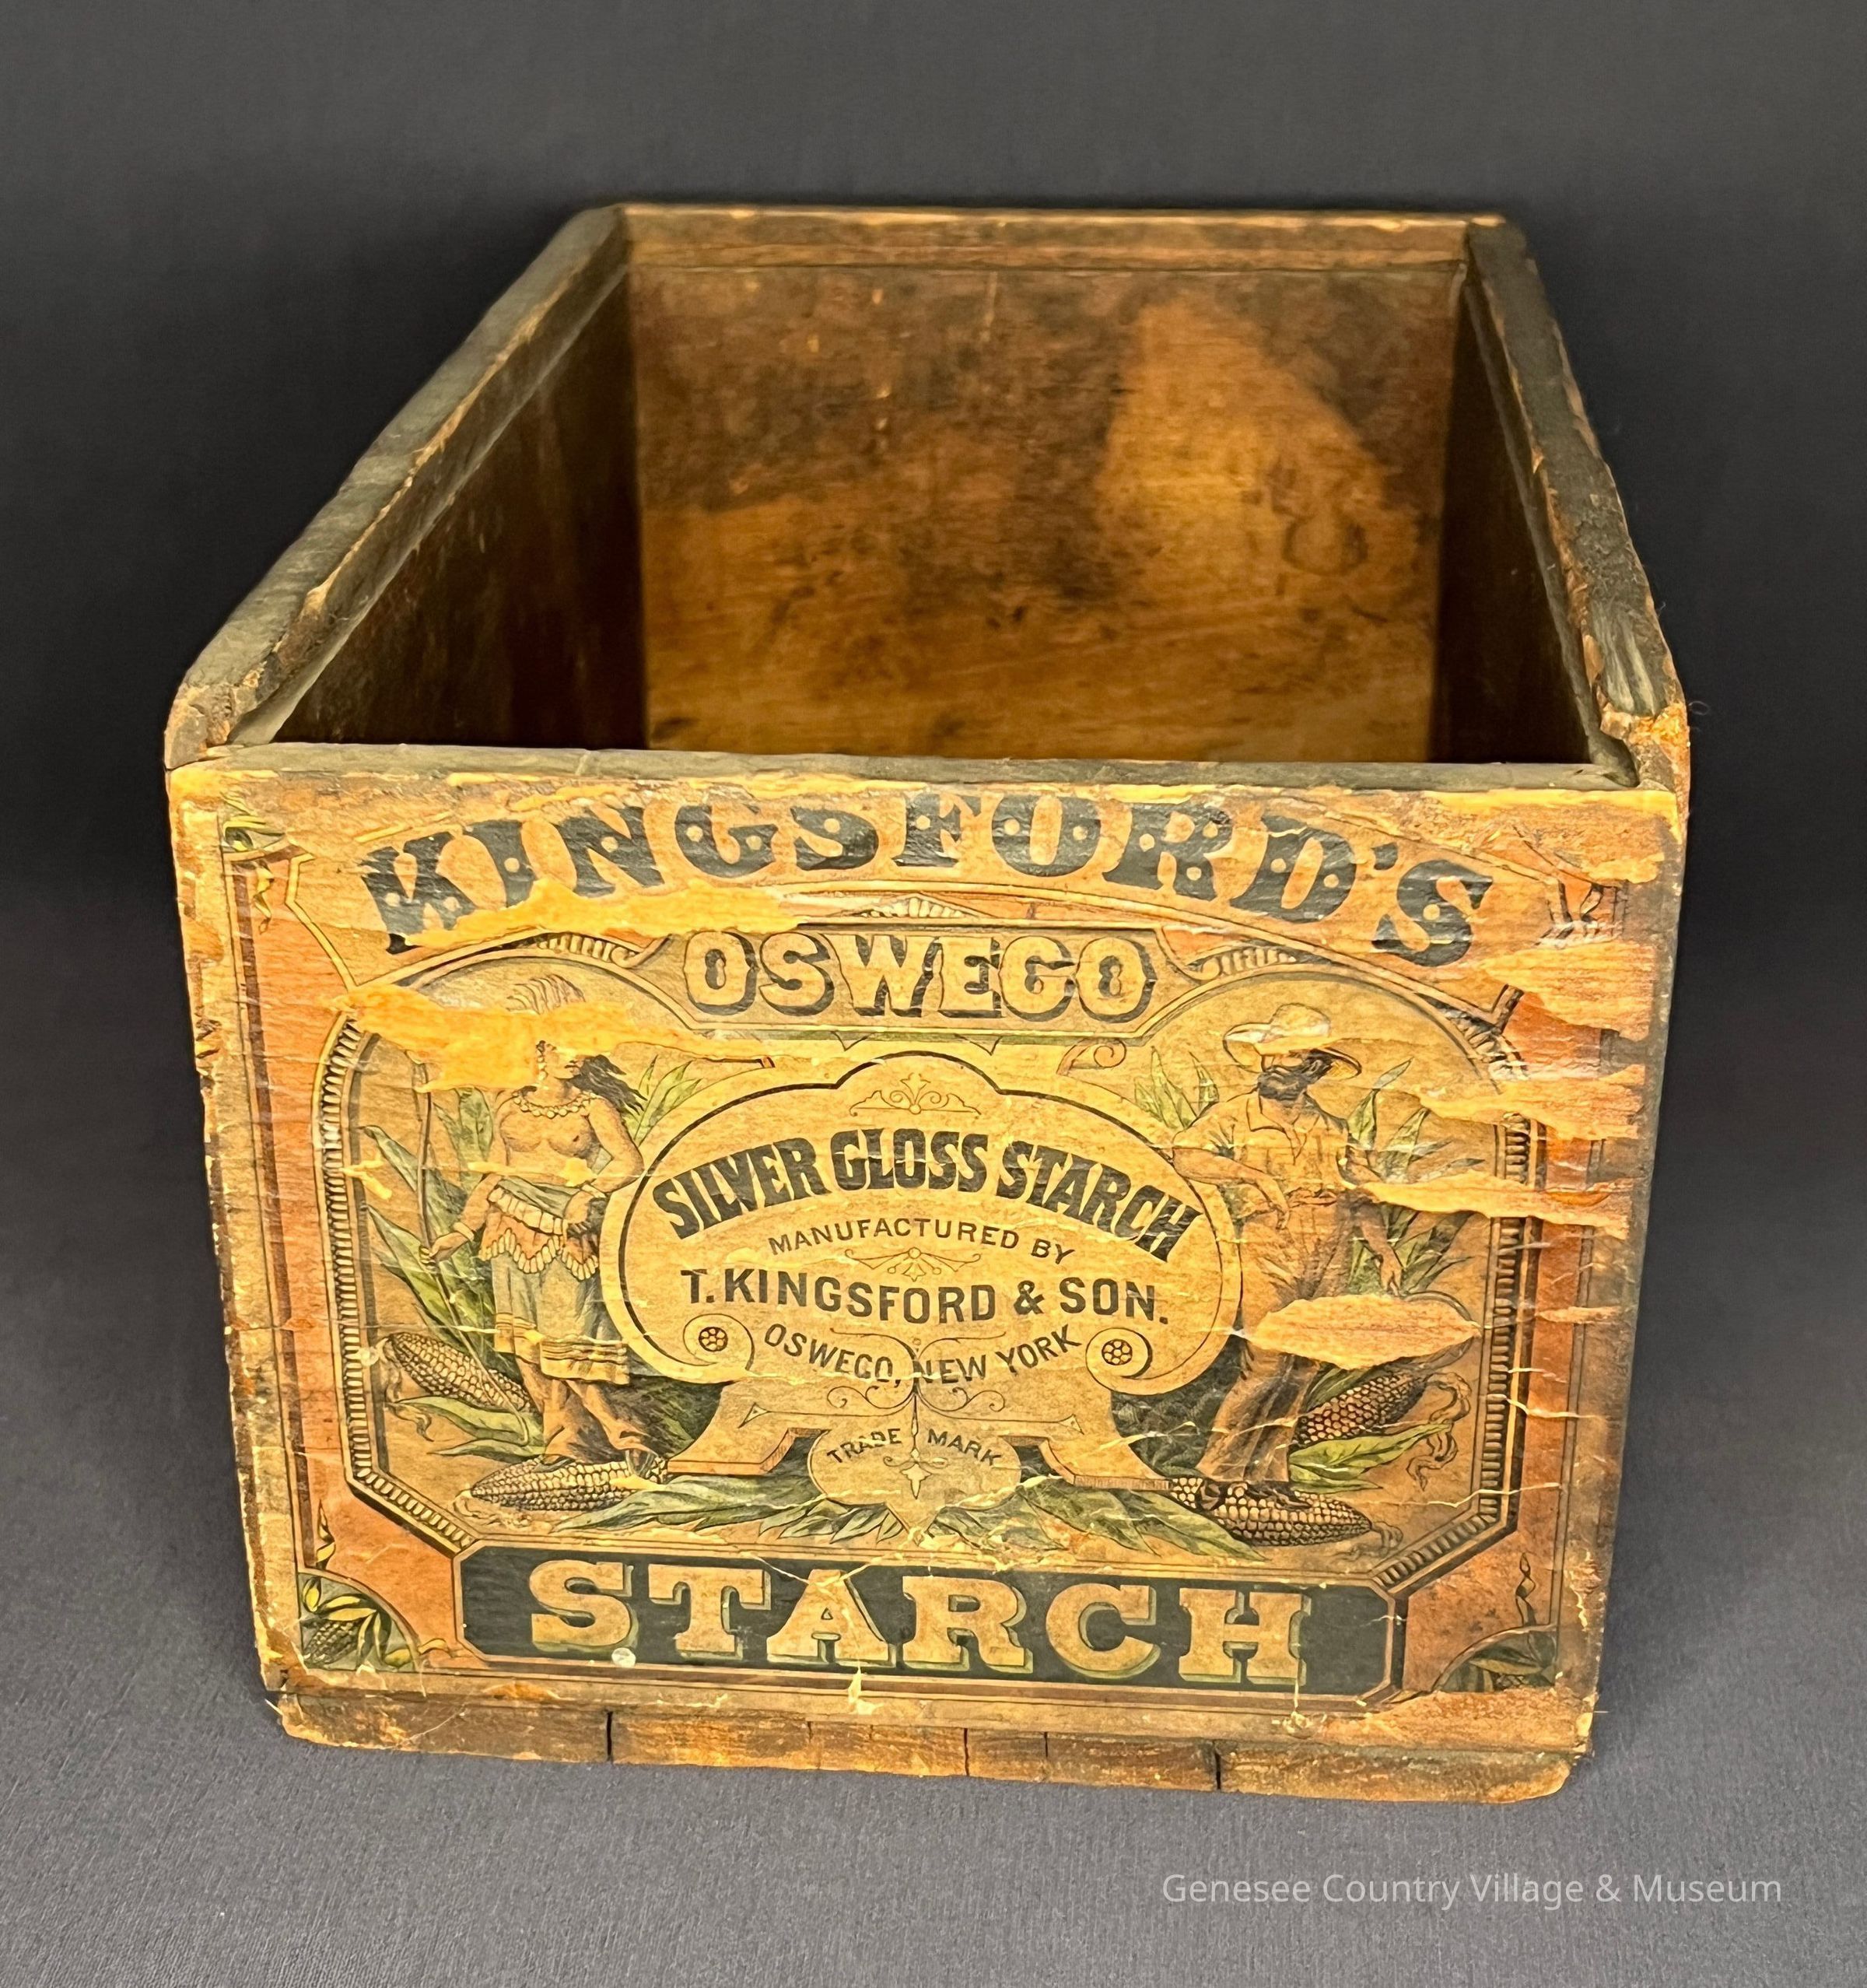 KINGSFORD'S
OSWEGO
SILVER GLOSS STARCH
MANUFACTURED BY
T. KINGSFORD & SON.
OSWEGO, NEW YORK
TRADE MARK
STARCH
Genesee Country Village & Museum